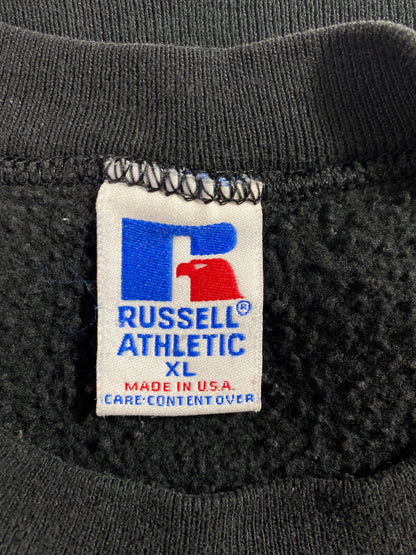 RUSSELL®
ATHLETIC
XL
MADE IN U.S.A.
CARE-CONTENT OVER